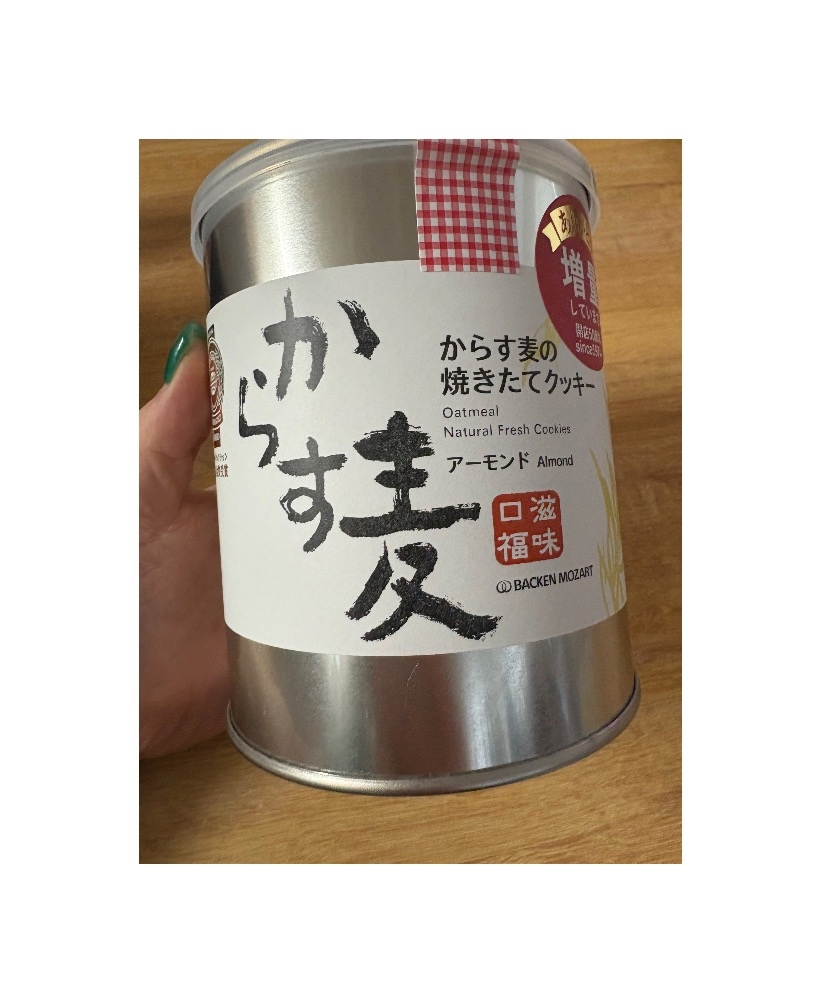 からす麦
増量
しています
からす麦の
焼きたてクッキー
Oatmeal
Natural Fresh Cookies
アーモンド Almond
滋味
口福
BACKEN MOZART